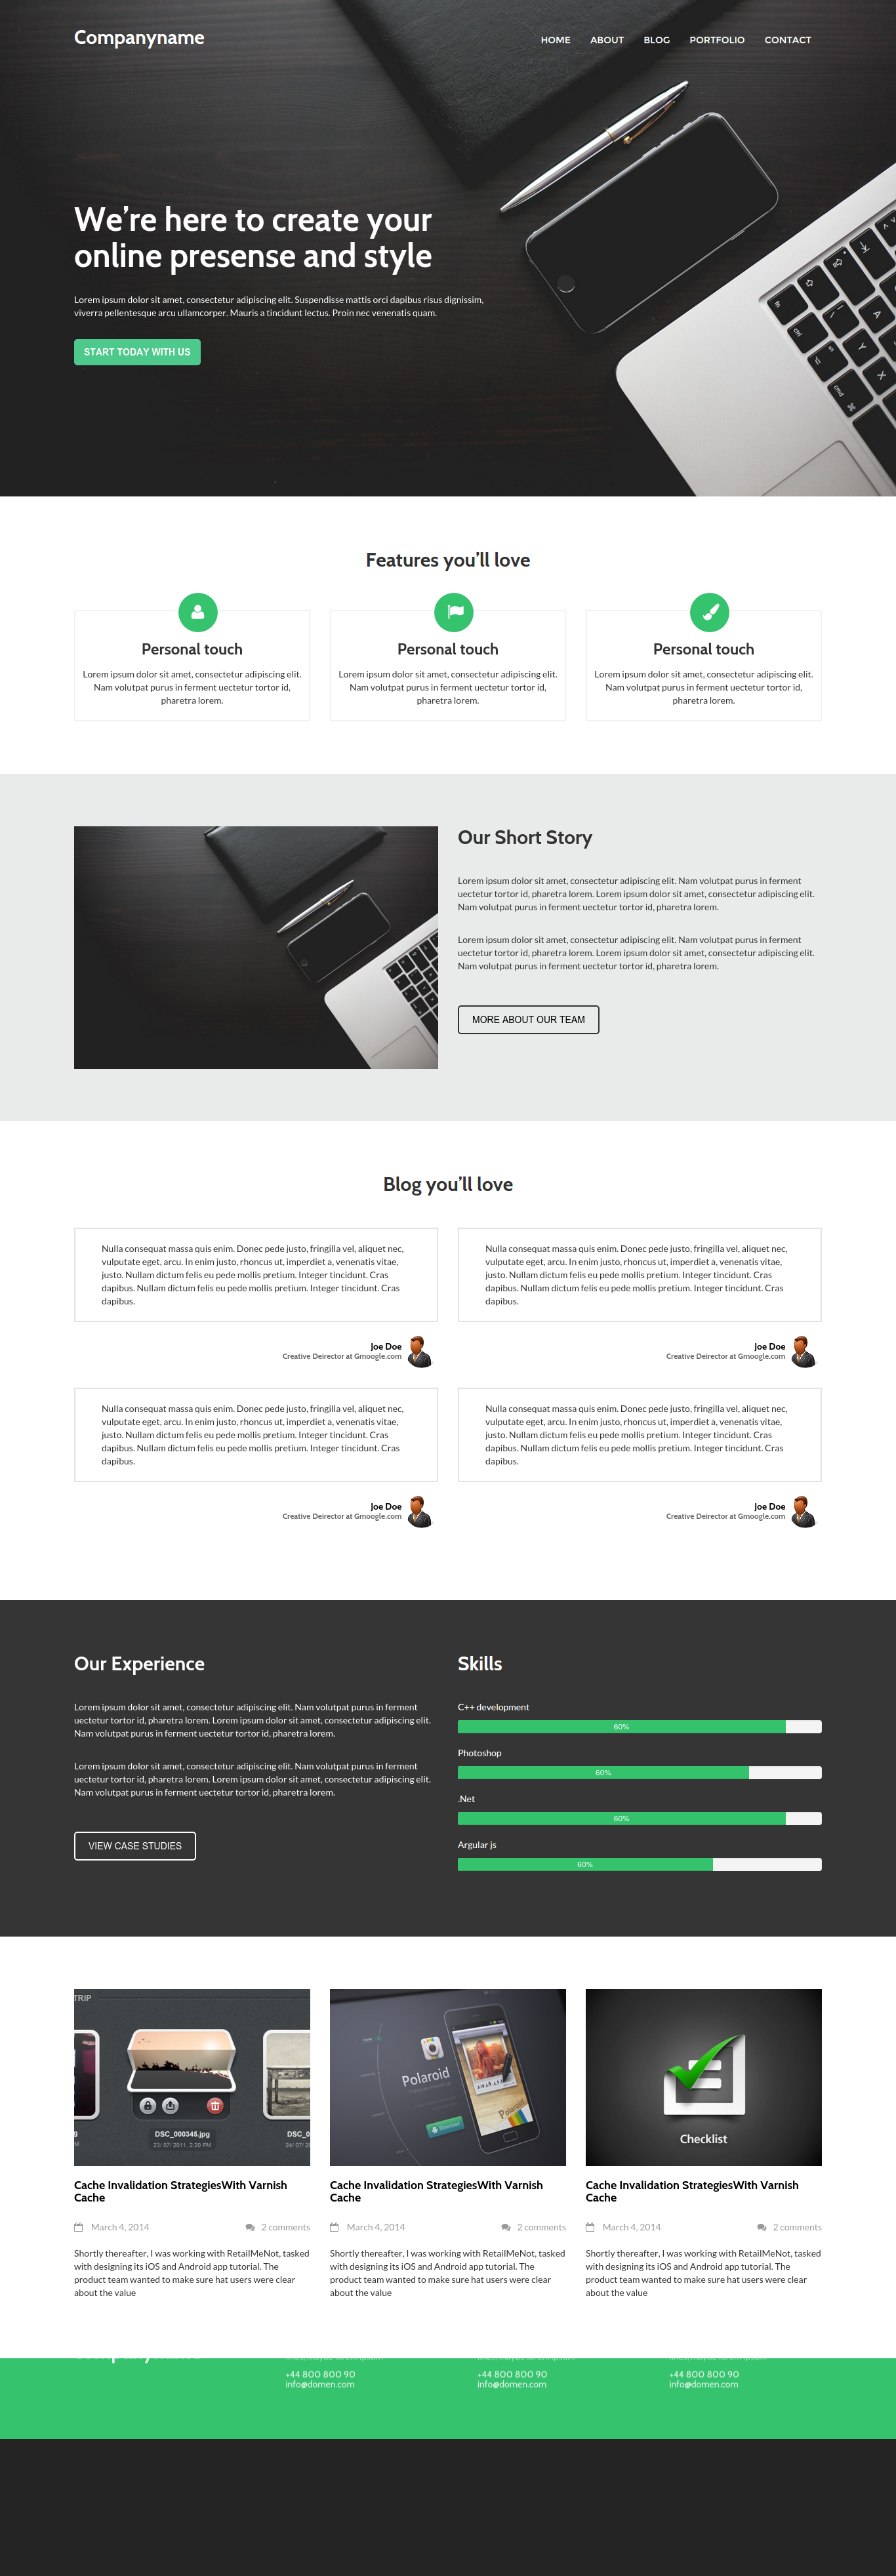 Companyname
HOME ABOUT BLOG PORTFOLIO CONTACT
We're here to create your
online presense and style
Lorem ipsum dolor sit amet, consectetur adipiscing elit. Suspendisse mattis orci dapibus risus dignissim,
viverra pellentesque arcu ullamcorper. Mauris a tincidunt lectus. Proin nec venenatis quam.
START TODAY WITH US
Features you'll love
Personal touch
Lorem ipsum dolor sit amet, consectetur adipiscing elit.
Nam volutpat purus in ferment uectetur tortor id,
pharetra lorem.
Personal touch
Lorem ipsum dolor sit amet, consectetur adipiscing elit.
Nam volutpat purus in ferment uectetur tortor id,
pharetra lorem.
Personal touch
Lorem ipsum dolor sit amet, consectetur adipiscing elit.
Nam volutpat purus in ferment uectetur tortor id,
pharetra lorem.
Our Short Story
Lorem ipsum dolor sit amet, consectetur adipiscing elit. Nam volutpat purus in ferment
uectetur tortor id, pharetra lorem. Lorem ipsum dolor sit amet, consectetur adipiscing elit.
Nam volutpat purus in ferment uectetur tortor id, pharetra lorem.
Lorem ipsum dolor sit amet, consectetur adipiscing elit. Nam volutpat purus in ferment
uectetur tortor id, pharetra lorem. Lorem ipsum dolor sit amet, consectetur adipiscing elit.
Nam volutpat purus in ferment uectetur tortor id, pharetra lorem.
MORE ABOUT OUR TEAM
Blog you'll love
Nulla consequat massa quis enim. Donec pede justo, fringilla vel, aliquet nec,
vulputate eget, arcu. In enim justo, rhoncus ut, imperdiet a, venenatis vitae,
justo. Nullam dictum felis eu pede mollis pretium. Integer tincidunt. Cras
dapibus. Nullam dictum felis eu pede mollis pretium. Integer tincidunt. Cras
dapibus.
Joe Doe
Creative Deirector at Gmoogle.com
Nulla consequat massa quis enim. Donec pede justo, fringilla vel, aliquet nec,
vulputate eget, arcu. In enim justo, rhoncus ut, imperdiet a, venenatis vitae,
justo. Nullam dictum felis eu pede mollis pretium. Integer tincidunt. Cras
dapibus. Nullam dictum felis eu pede mollis pretium. Integer tincidunt. Cras
dapibus.
Joe Doe
Creative Deirector at Gmoogle.com
Nulla consequat massa quis enim. Donec pede justo, fringilla vel, aliquet nec,
vulputate eget, arcu. In enim justo, rhoncus ut, imperdiet a, venenatis vitae,
justo. Nullam dictum felis eu pede mollis pretium. Integer tincidunt. Cras
dapibus. Nullam dictum felis eu pede mollis pretium. Integer tincidunt. Cras
dapibus.
Joe Doe
Creative Deirector at Gmoogle.com
Nulla consequat massa quis enim. Donec pede justo, fringilla vel, aliquet nec,
vulputate eget, arcu. In enim justo, rhoncus ut, imperdiet a, venenatis vitae,
justo. Nullam dictum felis eu pede mollis pretium. Integer tincidunt. Cras
dapibus. Nullam dictum felis eu pede mollis pretium. Integer tincidunt. Cras
dapibus.
Joe Doe
Creative Deirector at Gmoogle.com
Our Experience
Lorem ipsum dolor sit amet, consectetur adipiscing elit. Nam volutpat purus in ferment
uectetur tortor id, pharetra lorem. Lorem ipsum dolor sit amet, consectetur adipiscing elit.
Nam volutpat purus in ferment uectetur tortor id, pharetra lorem.
Lorem ipsum dolor sit amet, consectetur adipiscing elit. Nam volutpat purus in ferment
uectetur tortor id, pharetra lorem. Lorem ipsum dolor sit amet, consectetur adipiscing elit.
Nam volutpat purus in ferment uectetur tortor id, pharetra lorem.
VIEW CASE STUDIES
Skills
C++ development
60%
Photoshop
60%
.Net
60%
Argular js
60%
TRIP
DSC_000345.jpg
23/ 07/ 2011, 2:20 PM
DSC_0
24/ 07/ 20
Cache Invalidation StrategiesWith Varnish
Cache
March 4, 2014 2 comments
Shortly thereafter, I was working with RetailMeNot, tasked
with designing its iOS and Android app tutorial. The
product team wanted to make sure hat users were clear
about the value
Polaroid
Download
Polaroid
Cache Invalidation StrategiesWith Varnish
Cache
March 4, 2014 2 comments
Shortly thereafter, I was working with RetailMeNot, tasked
with designing its iOS and Android app tutorial. The
product team wanted to make sure hat users were clear
about the value
Checklist
Cache Invalidation StrategiesWith Varnish
Cache
March 4, 2014 2 comments
Shortly thereafter, I was working with RetailMeNot, tasked
with designing its iOS and Android app tutorial. The
product team wanted to make sure hat users were clear
about the value
+44 800 800 90
info@domen.com
+44 800 800 90
info@domen.com
+44 800 800 90
info@domen.com